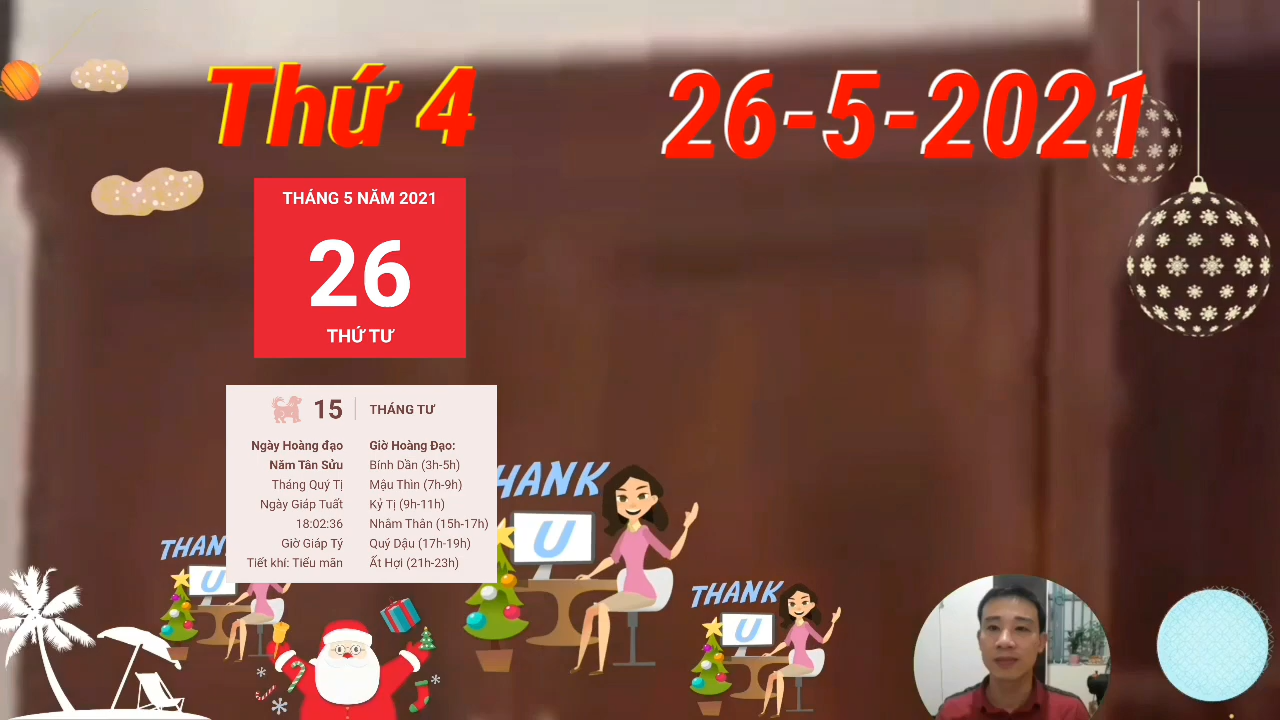 Thứ 4
26-5-2021
THÁNG 5 NĂM 2021
26
THỨ TƯ
15
THÁNG TƯ
Ngày Hoàng đạo
Năm Tân Sửu
Tháng Quý Tị
Ngày Giáp Tuất
18:02:36
Giờ Giáp Tý
Tiết khí: Tiểu mãn
Giờ Hoàng Đạo:
Bính Dần (3h-5h)
Mậu Thìn (7h-9h)
Kỷ Tị (9h-11h)
Nhâm Thân (15h-17h)
Quý Dậu (17h-19h)
Ất Hợi (21h-23h)
THAN
U
HANK
U
THANK
U